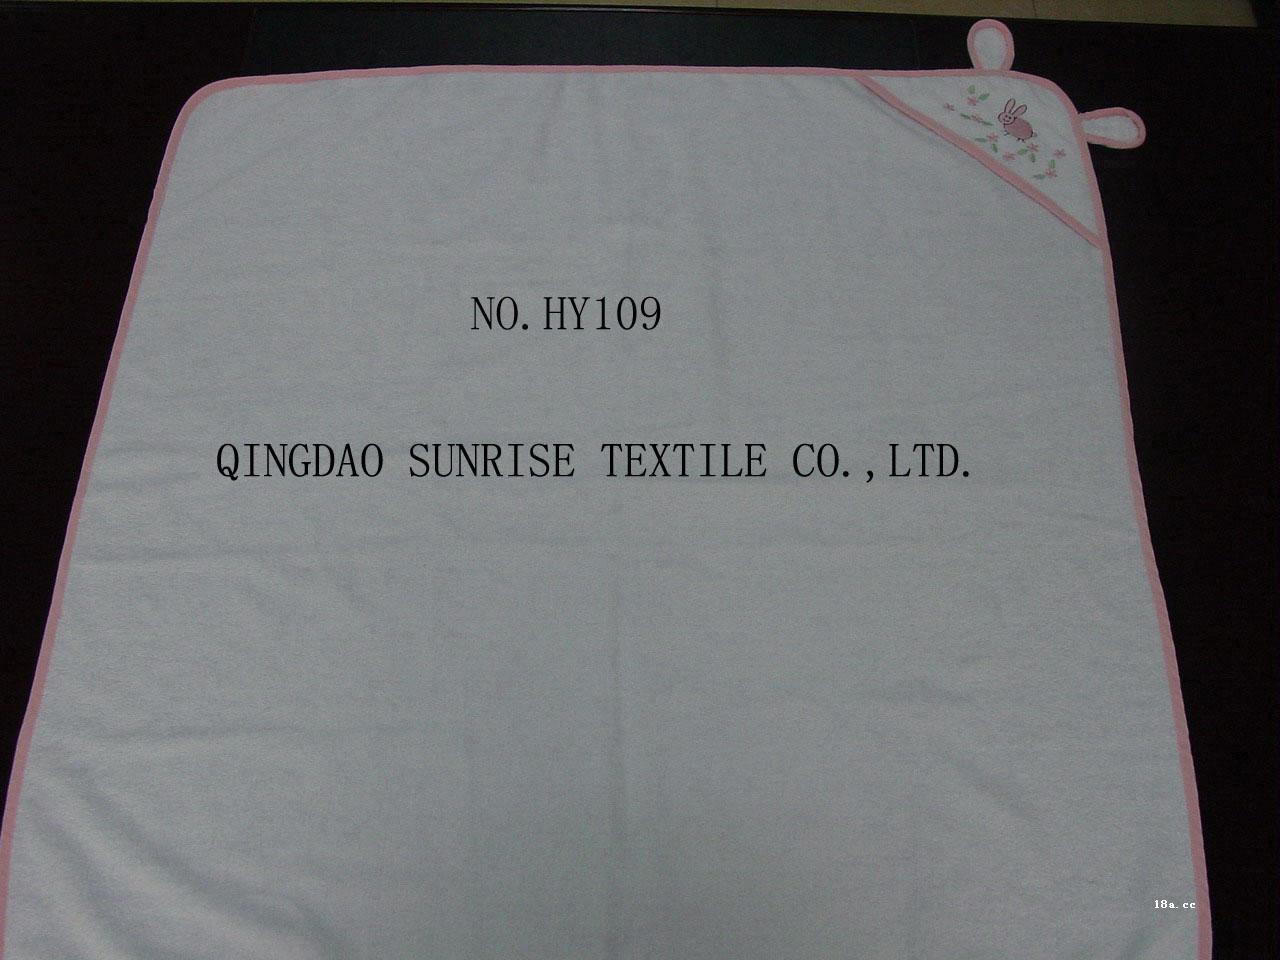 NO.HY109
QINGDAO SUNRISE TEXTILE CO.,LTD.
18a.cc